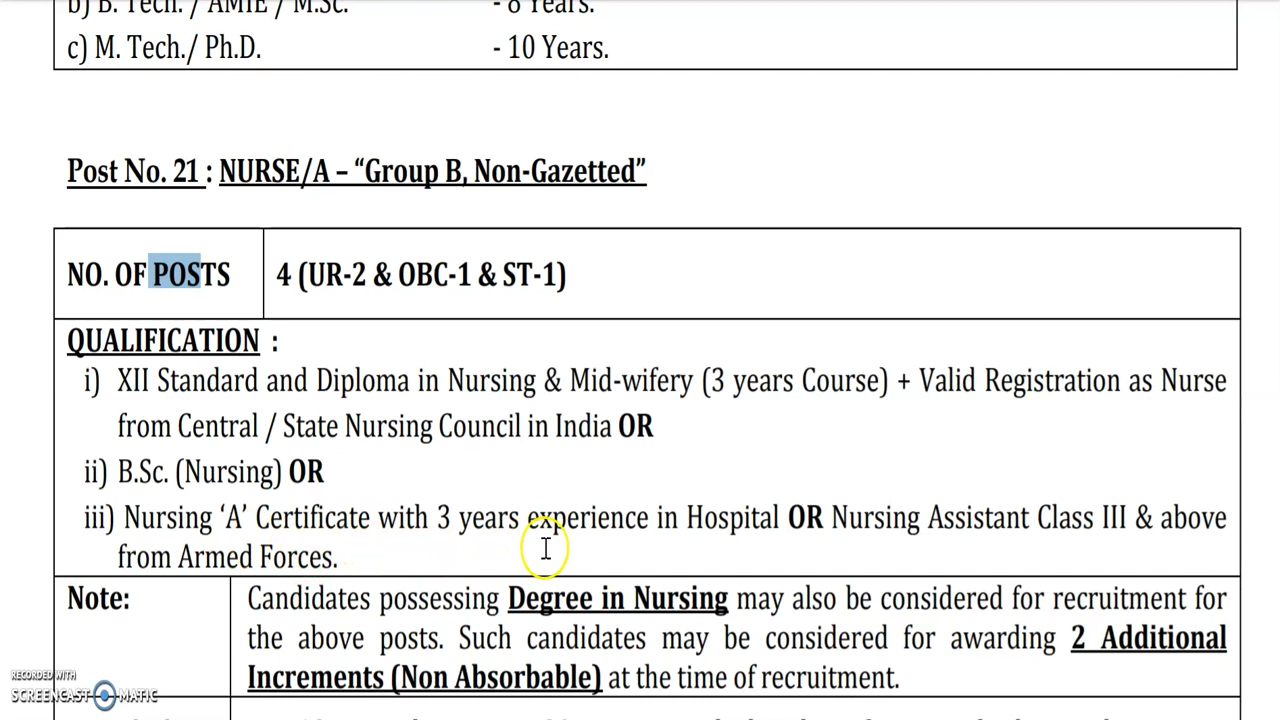 b) B. Tech. / AMIE / M.Sc. - 8 Years.
c) M. Tech./ Ph.D. - 10 Years.
Post No. 21 : NURSE/A – “Group B, Non-Gazetted”
NO. OF POSTS 4 (UR-2 & OBC-1 & ST-1)
QUALIFICATION :
i) XII Standard and Diploma in Nursing & Mid-wifery (3 years Course) + Valid Registration as Nurse
from Central / State Nursing Council in India OR
ii) B.Sc. (Nursing) OR
iii) Nursing ‘A’ Certificate with 3 years experience in Hospital OR Nursing Assistant Class III & above
from Armed Forces.
Note: Candidates possessing Degree in Nursing may also be considered for recruitment for
the above posts. Such candidates may be considered for awarding 2 Additional
Increments (Non Absorbable) at the time of recruitment.
RECORDED WITH
SCREENCAST MATIC